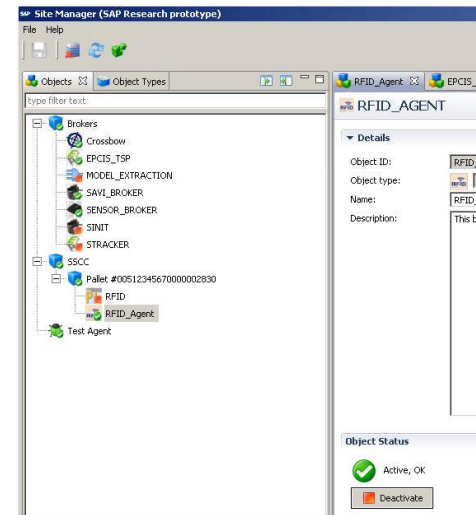 Site Manager (SAP Research prototype)
File Help
Objects
Object Types
RFID_Agent
EPCIS_
type filter text
RFID_AGENT
Brokers
Crossbow
EPCIS_TSP
MODEL_EXTRACTION
SAVI_BROKER
SENSOR_BROKER
SINIT
STRACKER
SSCC
Pallet #00512345670000002830
RFID
RFID_Agent
Test Agent
Details
Object ID: RFID_
Object type:
Name: RFID_
Description: This b
Object Status
Active, OK
Deactivate